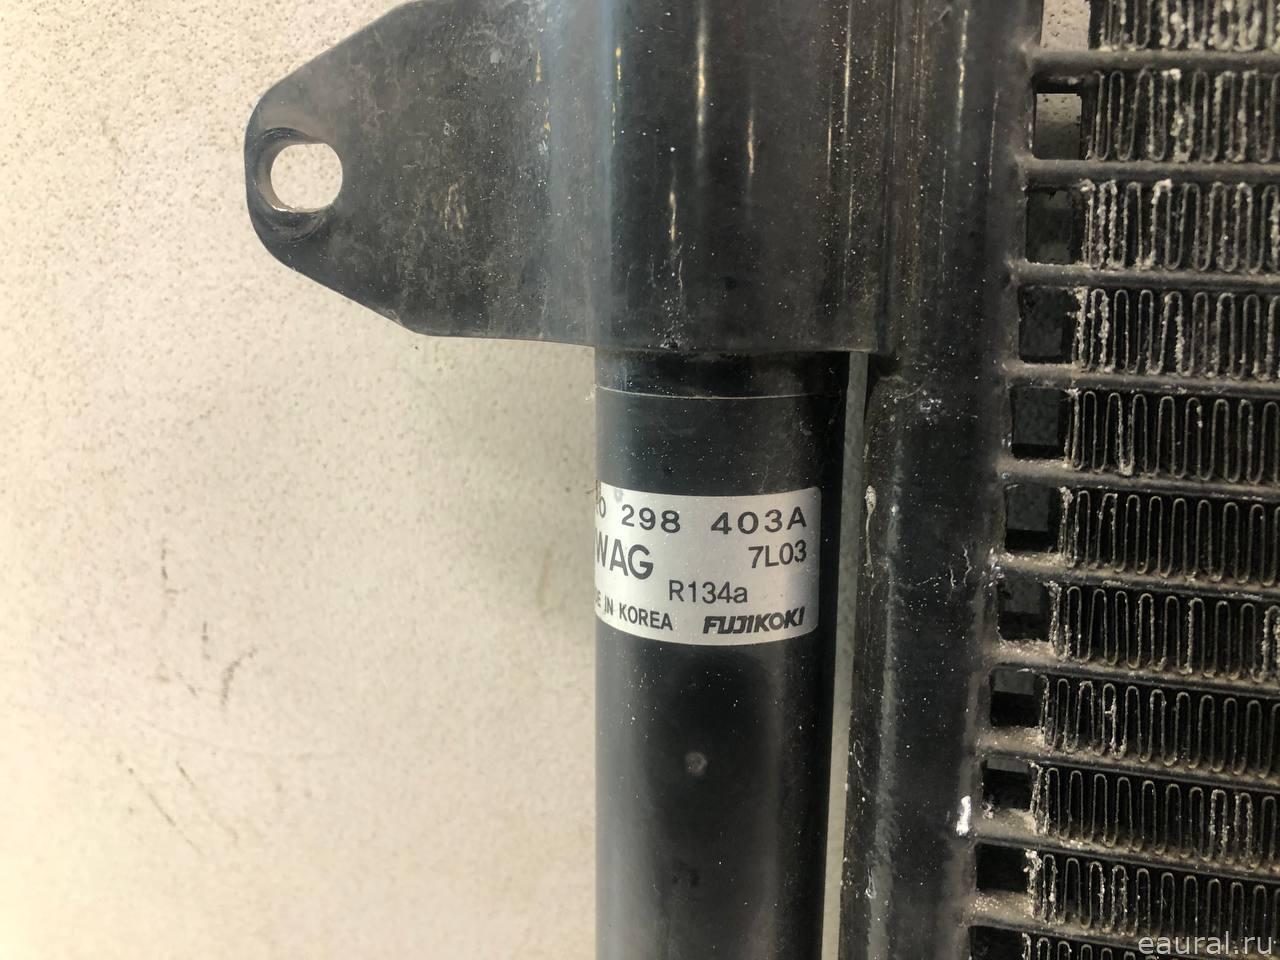 298 403A
WAG 7L03
R134a
IN KOREA FUJIKOKI
eaural.ru